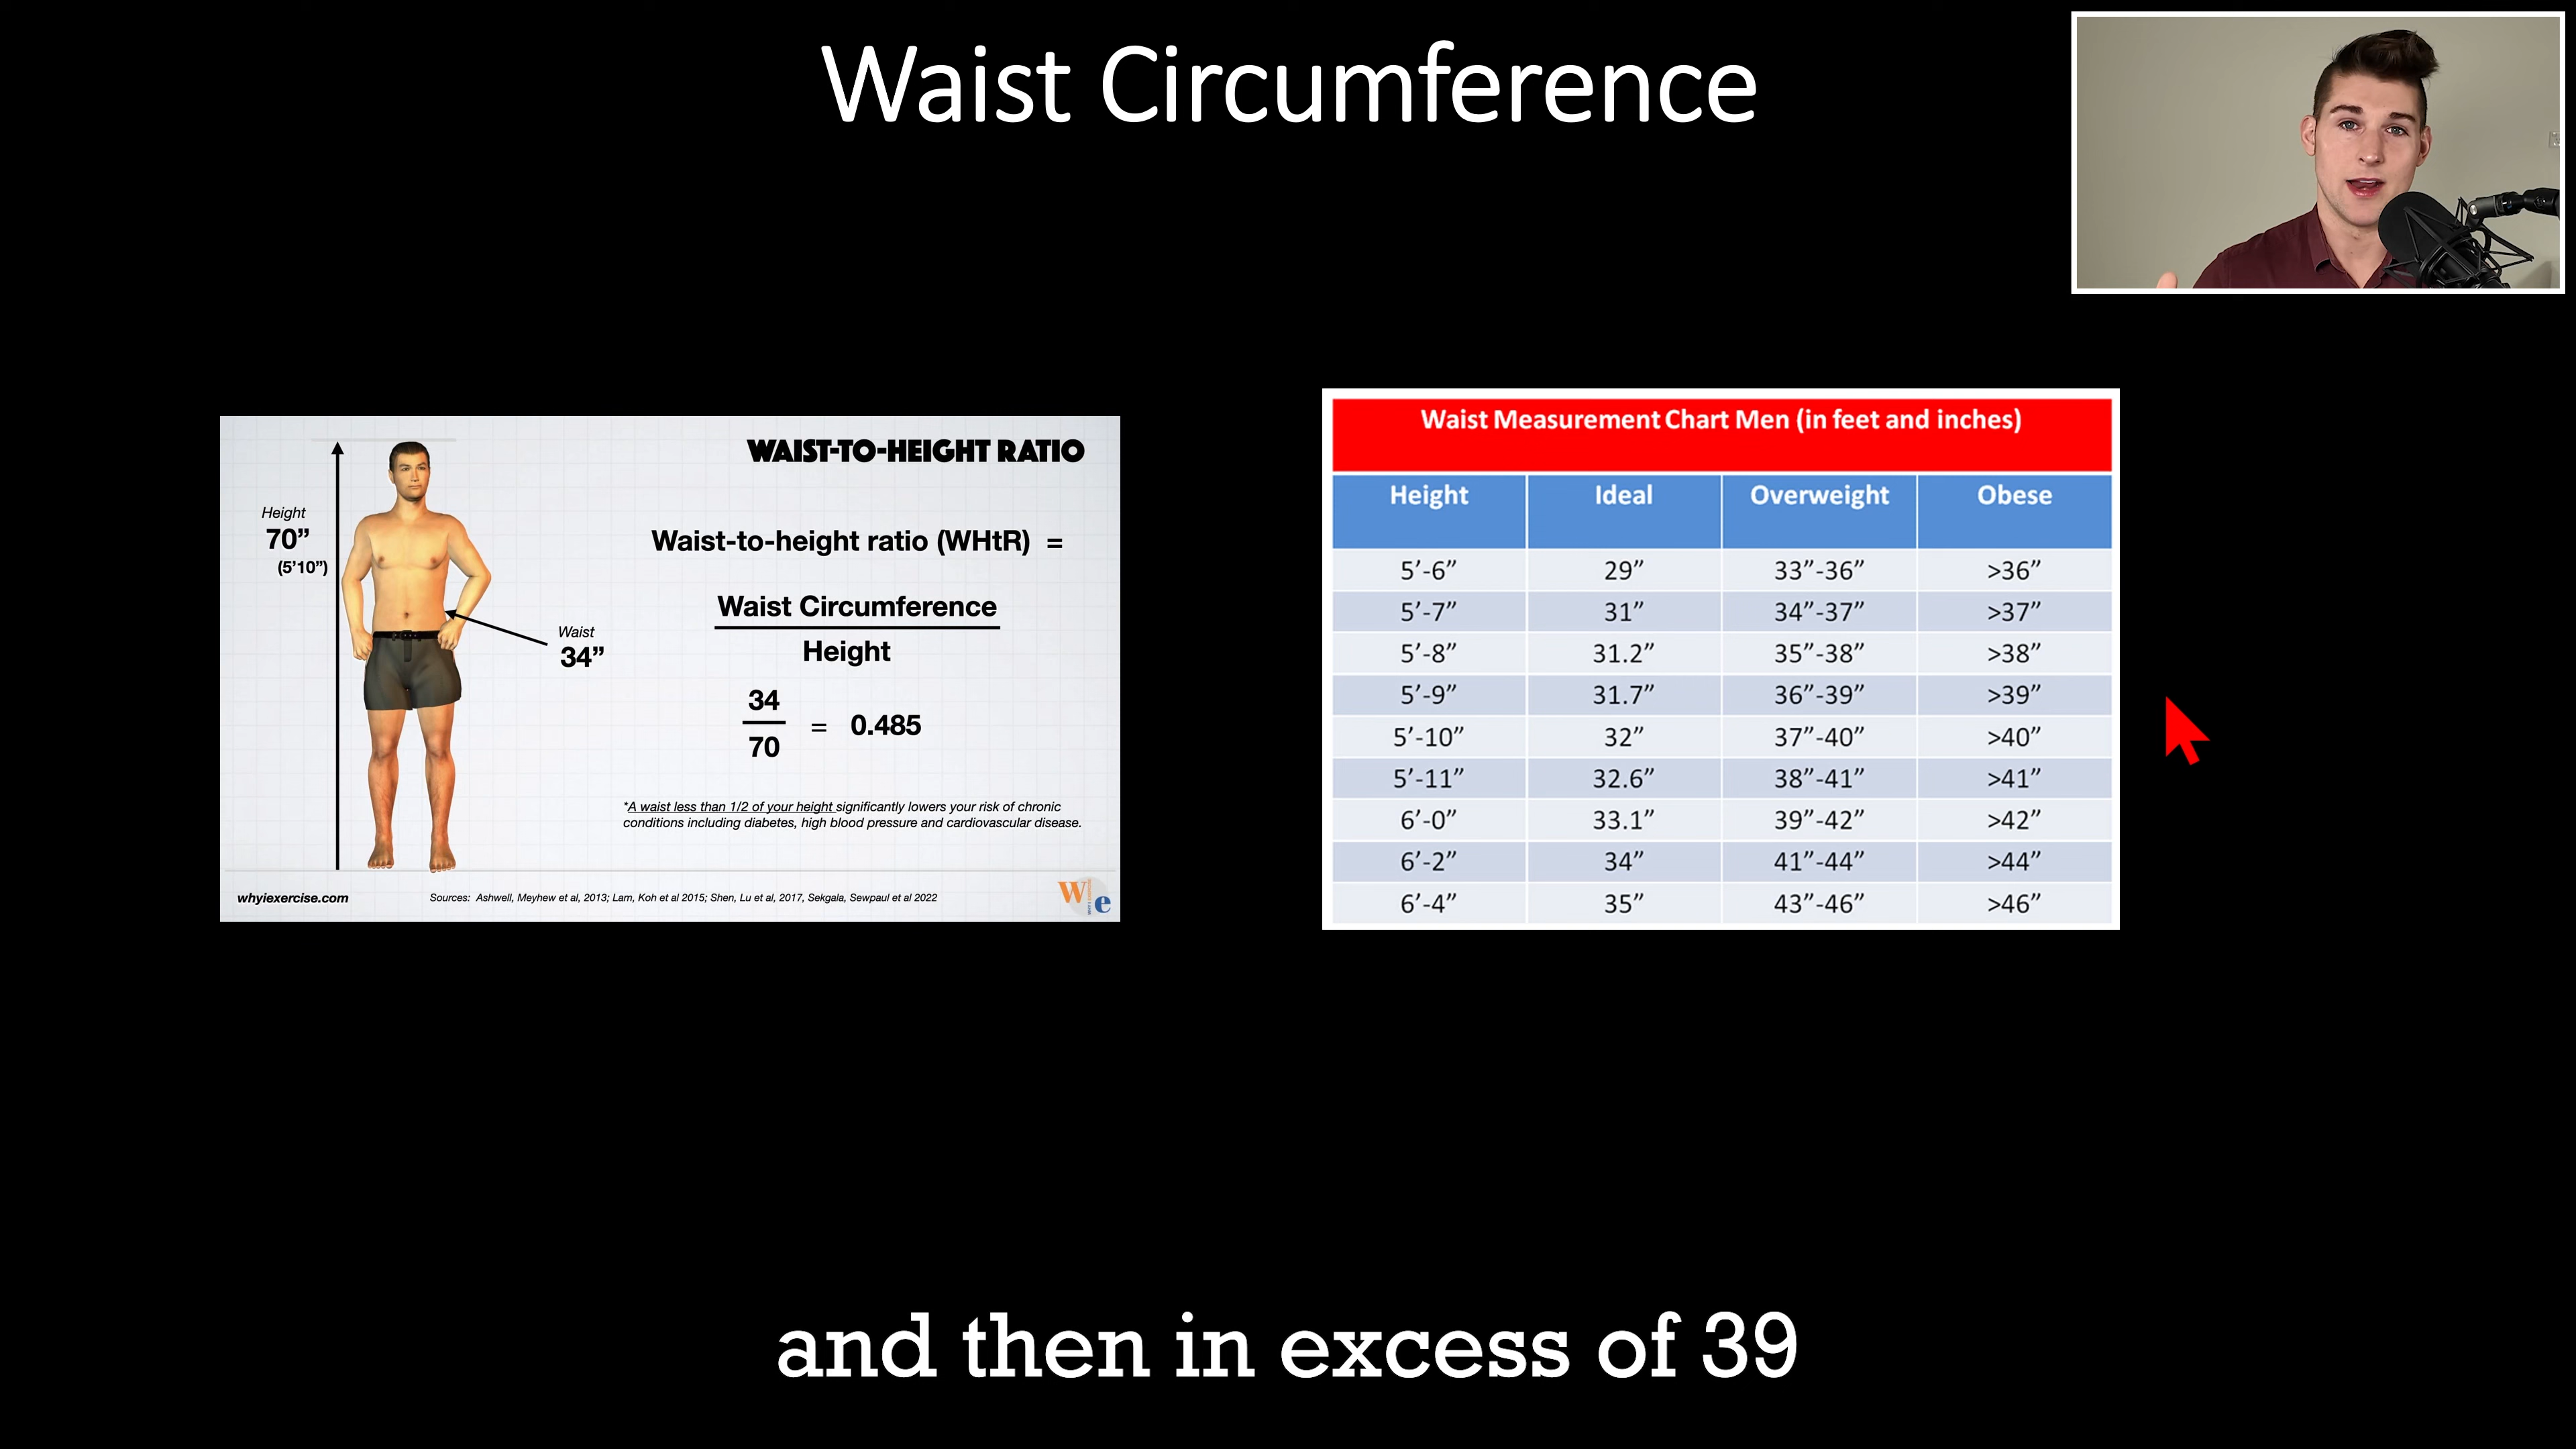 Waist Circumference
WAIST-TO-HEIGHT RATIO
Height
70”
(5’10”)
Waist
34”
Waist-to-height ratio (WHtR) =
Waist Circumference
Height
34
70
= 0.485
*A waist less than 1/2 of your height significantly lowers your risk of chronic
conditions including diabetes, high blood pressure and cardiovascular disease.
whyiexercise.com
Sources: Ashwell, Meyhew et al, 2013; Lam, Koh et al 2015; Shen, Lu et al, 2017, Sekgala, Sewpaul et al 2022
W e
Waist Measurement Chart Men (in feet and inches)
Height Ideal Overweight Obese
5’-6” 29” 33”-36” >36”
5’-7” 31” 34”-37” >37”
5’-8” 31.2” 35”-38” >38”
5’-9” 31.7” 36”-39” >39”
5’-10” 32” 37”-40” >40”
5’-11” 32.6” 38”-41” >41”
6’-0” 33.1” 39”-42” >42”
6’-2” 34” 41”-44” >44”
6’-4” 35” 43”-46” >46”
and then in excess of 39